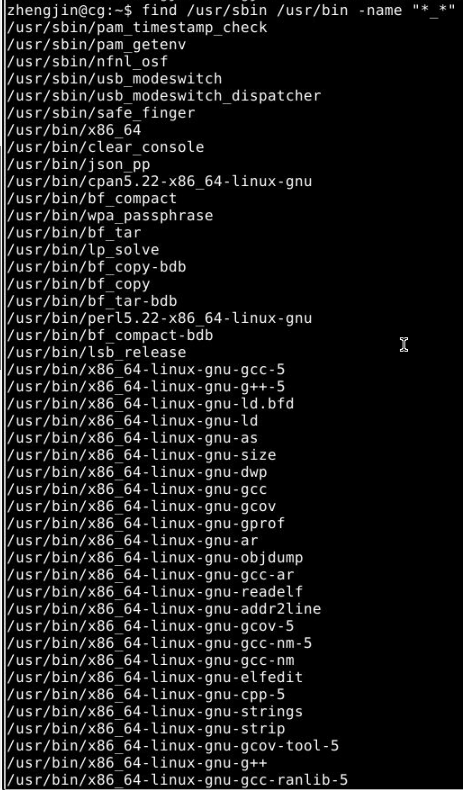 zhengjin@cg:~$ find /usr/sbin /usr/bin -name "*_*"
/usr/sbin/pam_timestamp_check
/usr/sbin/pam_getenv
/usr/sbin/nfnl_osf
/usr/sbin/usb_modeswitch
/usr/sbin/usb_modeswitch_dispatcher
/usr/sbin/safe_finger
/usr/bin/x86_64
/usr/bin/clear_console
/usr/bin/json_pp
/usr/bin/cpan5.22-x86_64-linux-gnu
/usr/bin/bf_compact
/usr/bin/wpa_passphrase
/usr/bin/bf_tar
/usr/bin/lp_solve
/usr/bin/bf_copy-bdb
/usr/bin/bf_copy
/usr/bin/bf_tar-bdb
/usr/bin/perl5.22-x86_64-linux-gnu
/usr/bin/bf_compact-bdb
/usr/bin/lsb_release
/usr/bin/x86_64-linux-gnu-gcc-5
/usr/bin/x86_64-linux-gnu-g++-5
/usr/bin/x86_64-linux-gnu-ld.bfd
/usr/bin/x86_64-linux-gnu-ld
/usr/bin/x86_64-linux-gnu-as
/usr/bin/x86_64-linux-gnu-size
/usr/bin/x86_64-linux-gnu-dwp
/usr/bin/x86_64-linux-gnu-gcc
/usr/bin/x86_64-linux-gnu-gcov
/usr/bin/x86_64-linux-gnu-gprof
/usr/bin/x86_64-linux-gnu-ar
/usr/bin/x86_64-linux-gnu-objdump
/usr/bin/x86_64-linux-gnu-gcc-ar
/usr/bin/x86_64-linux-gnu-readelf
/usr/bin/x86_64-linux-gnu-addr2line
/usr/bin/x86_64-linux-gnu-gcov-5
/usr/bin/x86_64-linux-gnu-gcc-nm-5
/usr/bin/x86_64-linux-gnu-gcc-nm
/usr/bin/x86_64-linux-gnu-elfedit
/usr/bin/x86_64-linux-gnu-cpp-5
/usr/bin/x86_64-linux-gnu-strings
/usr/bin/x86_64-linux-gnu-strip
/usr/bin/x86_64-linux-gnu-gcov-tool-5
/usr/bin/x86_64-linux-gnu-g++
/usr/bin/x86_64-linux-gnu-gcc-ranlib-5